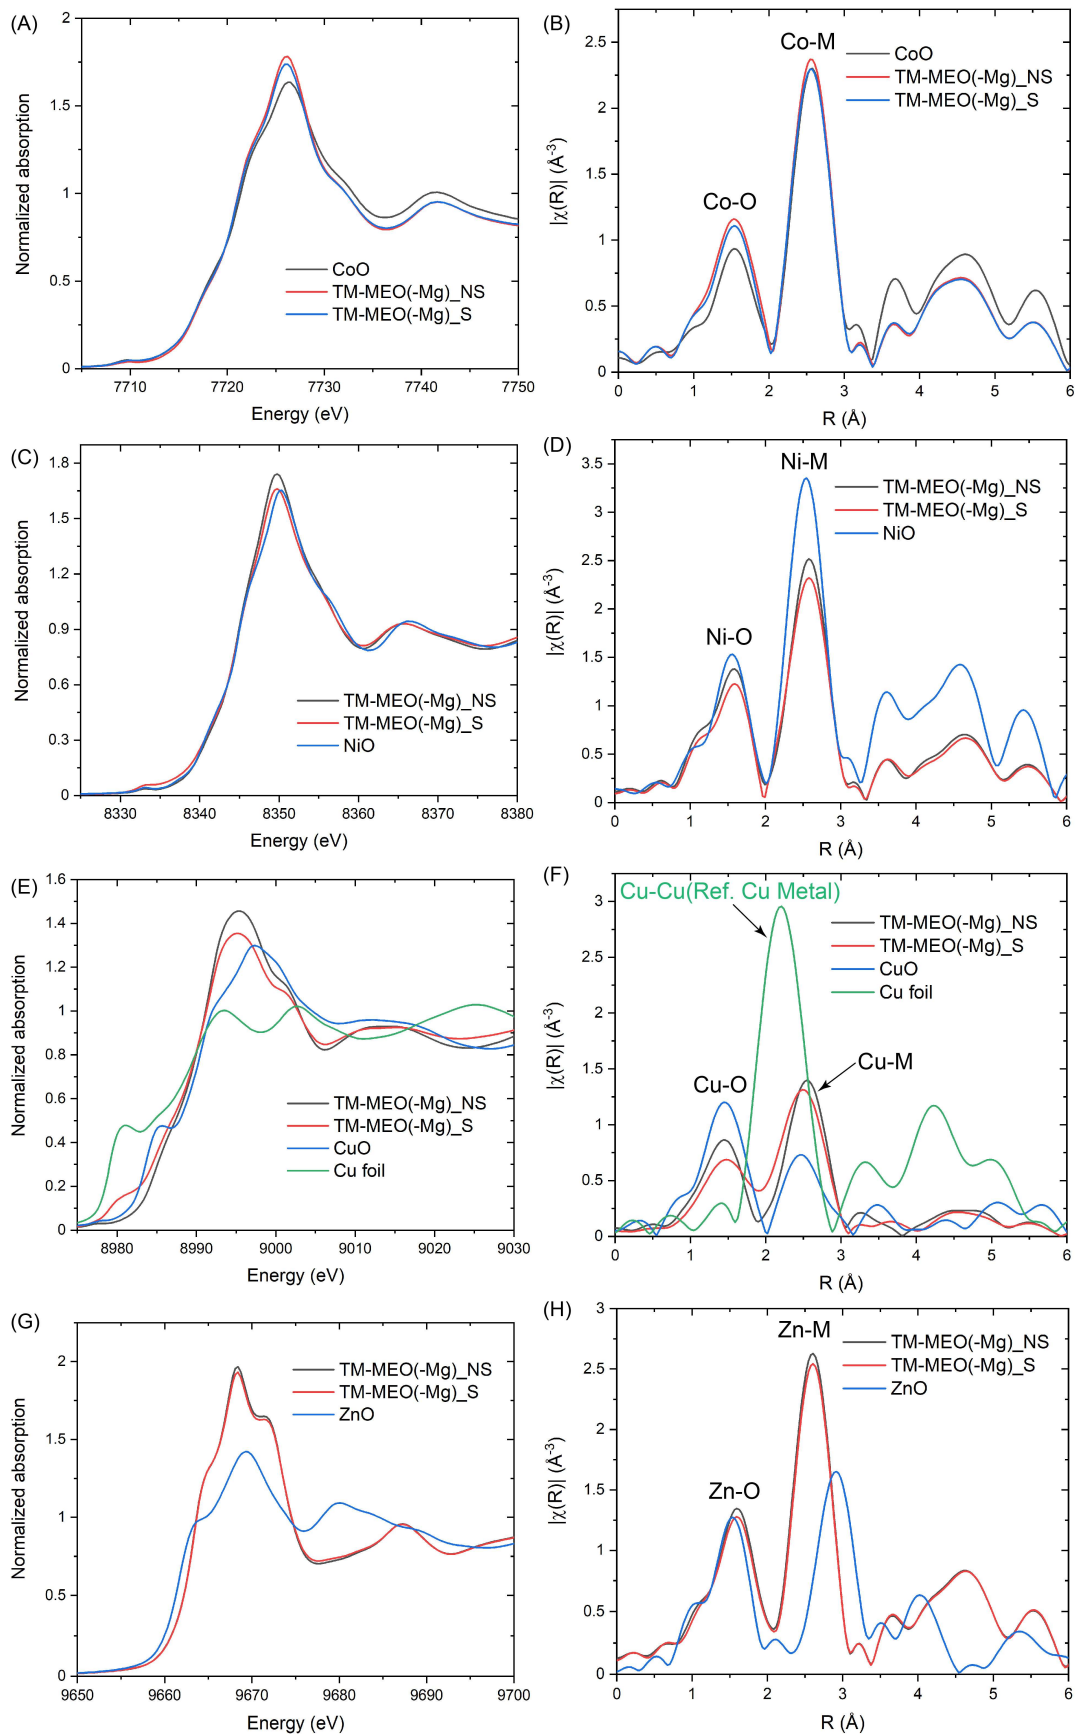 (A)
2
1.5
1
0.5
0
Normalized absorption
CoO
TM-MEO(-Mg)_NS
TM-MEO(-Mg)_S
7710 7720 7730 7740 7750
Energy (eV)
(B)
2.5
2
1.5
1
0.5
0
|χ(R)| (Å⁻³)
Co-M
Co-O
CoO
TM-MEO(-Mg)_NS
TM-MEO(-Mg)_S
0 1 2 3 4 5 6
R (Å)
(C)
1.8
1.5
1.2
0.9
0.6
0.3
0
Normalized absorption
TM-MEO(-Mg)_NS
TM-MEO(-Mg)_S
NiO
8330 8340 8350 8360 8370 8380
Energy (eV)
(D)
3.5
3
2.5
2
1.5
1
0.5
0
|χ(R)| (Å⁻³)
Ni-M
Ni-O
TM-MEO(-Mg)_NS
TM-MEO(-Mg)_S
NiO
0 1 2 3 4 5 6
R (Å)
(E)
1.6
1.4
1.2
1
0.8
0.6
0.4
0.2
0
Normalized absorption
TM-MEO(-Mg)_NS
TM-MEO(-Mg)_S
CuO
Cu foil
8980 8990 9000 9010 9020 9030
Energy (eV)
(F)
3
2.5
2
1.5
1
0.5
0
|χ(R)| (Å⁻³)
Cu-Cu(Ref. Cu Metal)
TM-MEO(-Mg)_NS
TM-MEO(-Mg)_S
CuO
Cu foil
Cu-O
Cu-M
0 1 2 3 4 5 6
R (Å)
(G)
2
1.5
1
0.5
0
Normalized absorption
TM-MEO(-Mg)_NS
TM-MEO(-Mg)_S
ZnO
9650 9660 9670 9680 9690 9700
Energy (eV)
(H)
3
2.5
2
1.5
1
0.5
0
|χ(R)| (Å⁻³)
Zn-M
Zn-O
TM-MEO(-Mg)_NS
TM-MEO(-Mg)_S
ZnO
0 1 2 3 4 5 6
R (Å)